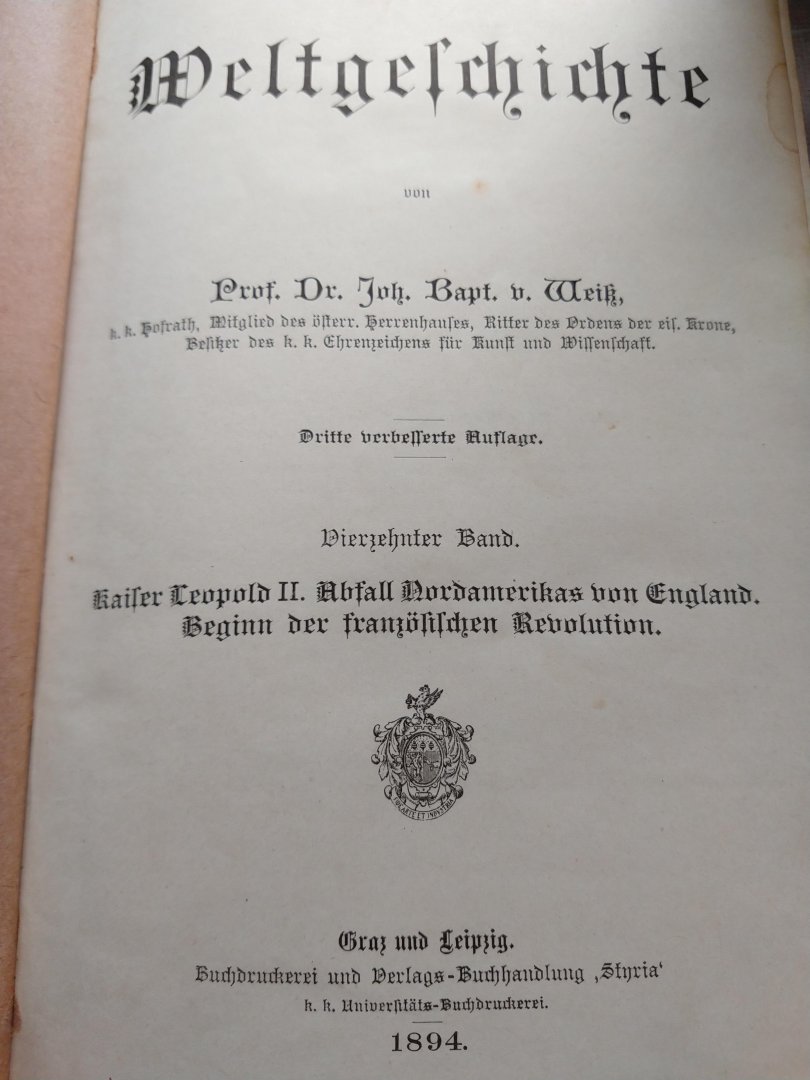 Weltgeschichte
von
Prof. Dr. Joh. Bapt. v. Weiß,
k. k. Hofrath, Mitglied des österr. Herrenhauses, Ritter des Ordens der eis. Krone,
Besitzer des k. k. Ehrenzeichens für Kunst und Wissenschaft.
Dritte verbesserte Auflage.
Vierzehnter Band.
Kaiser Leopold II. Abfall Nordamerikas von England.
Beginn der französischen Revolution.
ET INDVSTRIA
Graz und Leipzig.
Buchdruckerei und Verlags-Buchhandlung ‚Styria‘
k. k. Universitäts-Buchdruckerei.
1894.